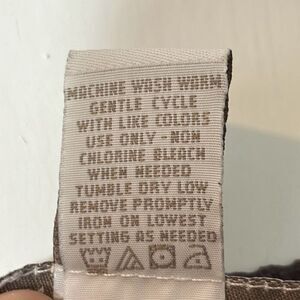 MACHINE WASH WARM
GENTLE CYCLE
WITH LIKE COLORS
USE ONLY -NON
CHLORINE BLEACH
WHEN NEEDED
TUMBLE DRY LOW
REMOVE PROMPTLY
IRON ON LOWEST
SETTING AS NEEDED